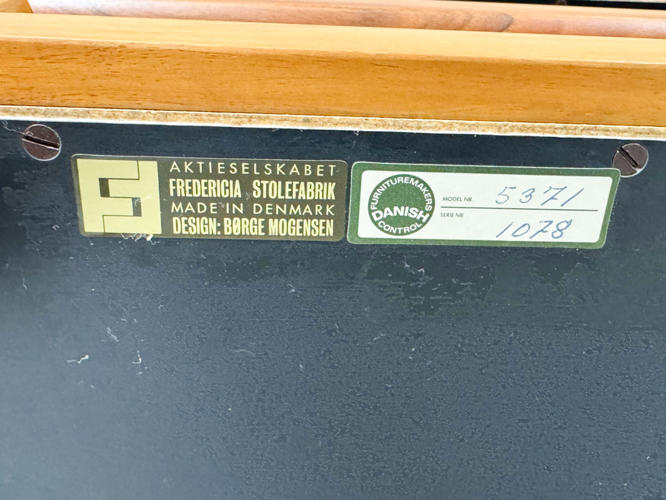 AKTIESELSKABET
FREDERICIA STOLEFABRIK
MADE IN DENMARK
DESIGN: BØRGE MOGENSEN
FURNITUREMAKERS
DANISH
CONTROL
MODEL NR. 5371
SERIE NR 1078